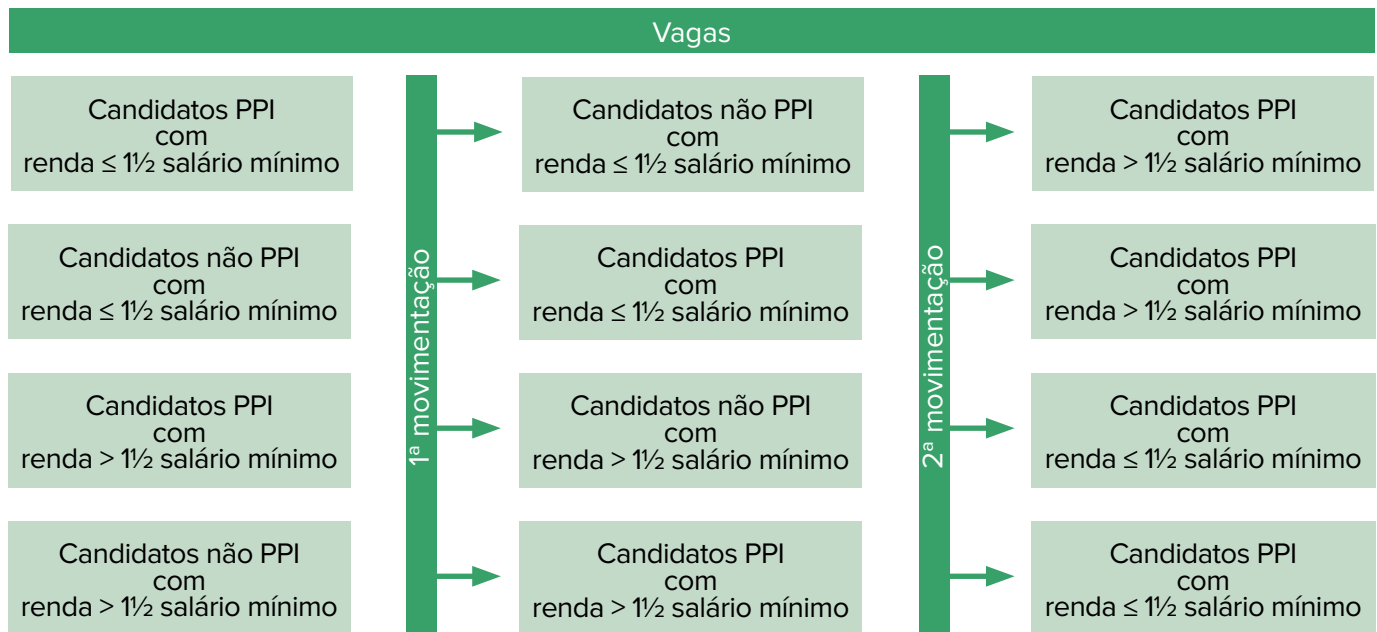 Vagas
Candidatos PPI
com
renda ≤ 1½ salário mínimo
Candidatos não PPI
com
renda ≤ 1½ salário mínimo
Candidatos PPI
com
renda > 1½ salário mínimo
Candidatos não PPI
com
renda > 1½ salário mínimo
1ª movimentação
Candidatos não PPI
com
renda ≤ 1½ salário mínimo
Candidatos PPI
com
renda ≤ 1½ salário mínimo
Candidatos não PPI
com
renda > 1½ salário mínimo
Candidatos PPI
com
renda > 1½ salário mínimo
2ª movimentação
Candidatos PPI
com
renda > 1½ salário mínimo
Candidatos PPI
com
renda > 1½ salário mínimo
Candidatos PPI
com
renda ≤ 1½ salário mínimo
Candidatos PPI
com
renda ≤ 1½ salário mínimo